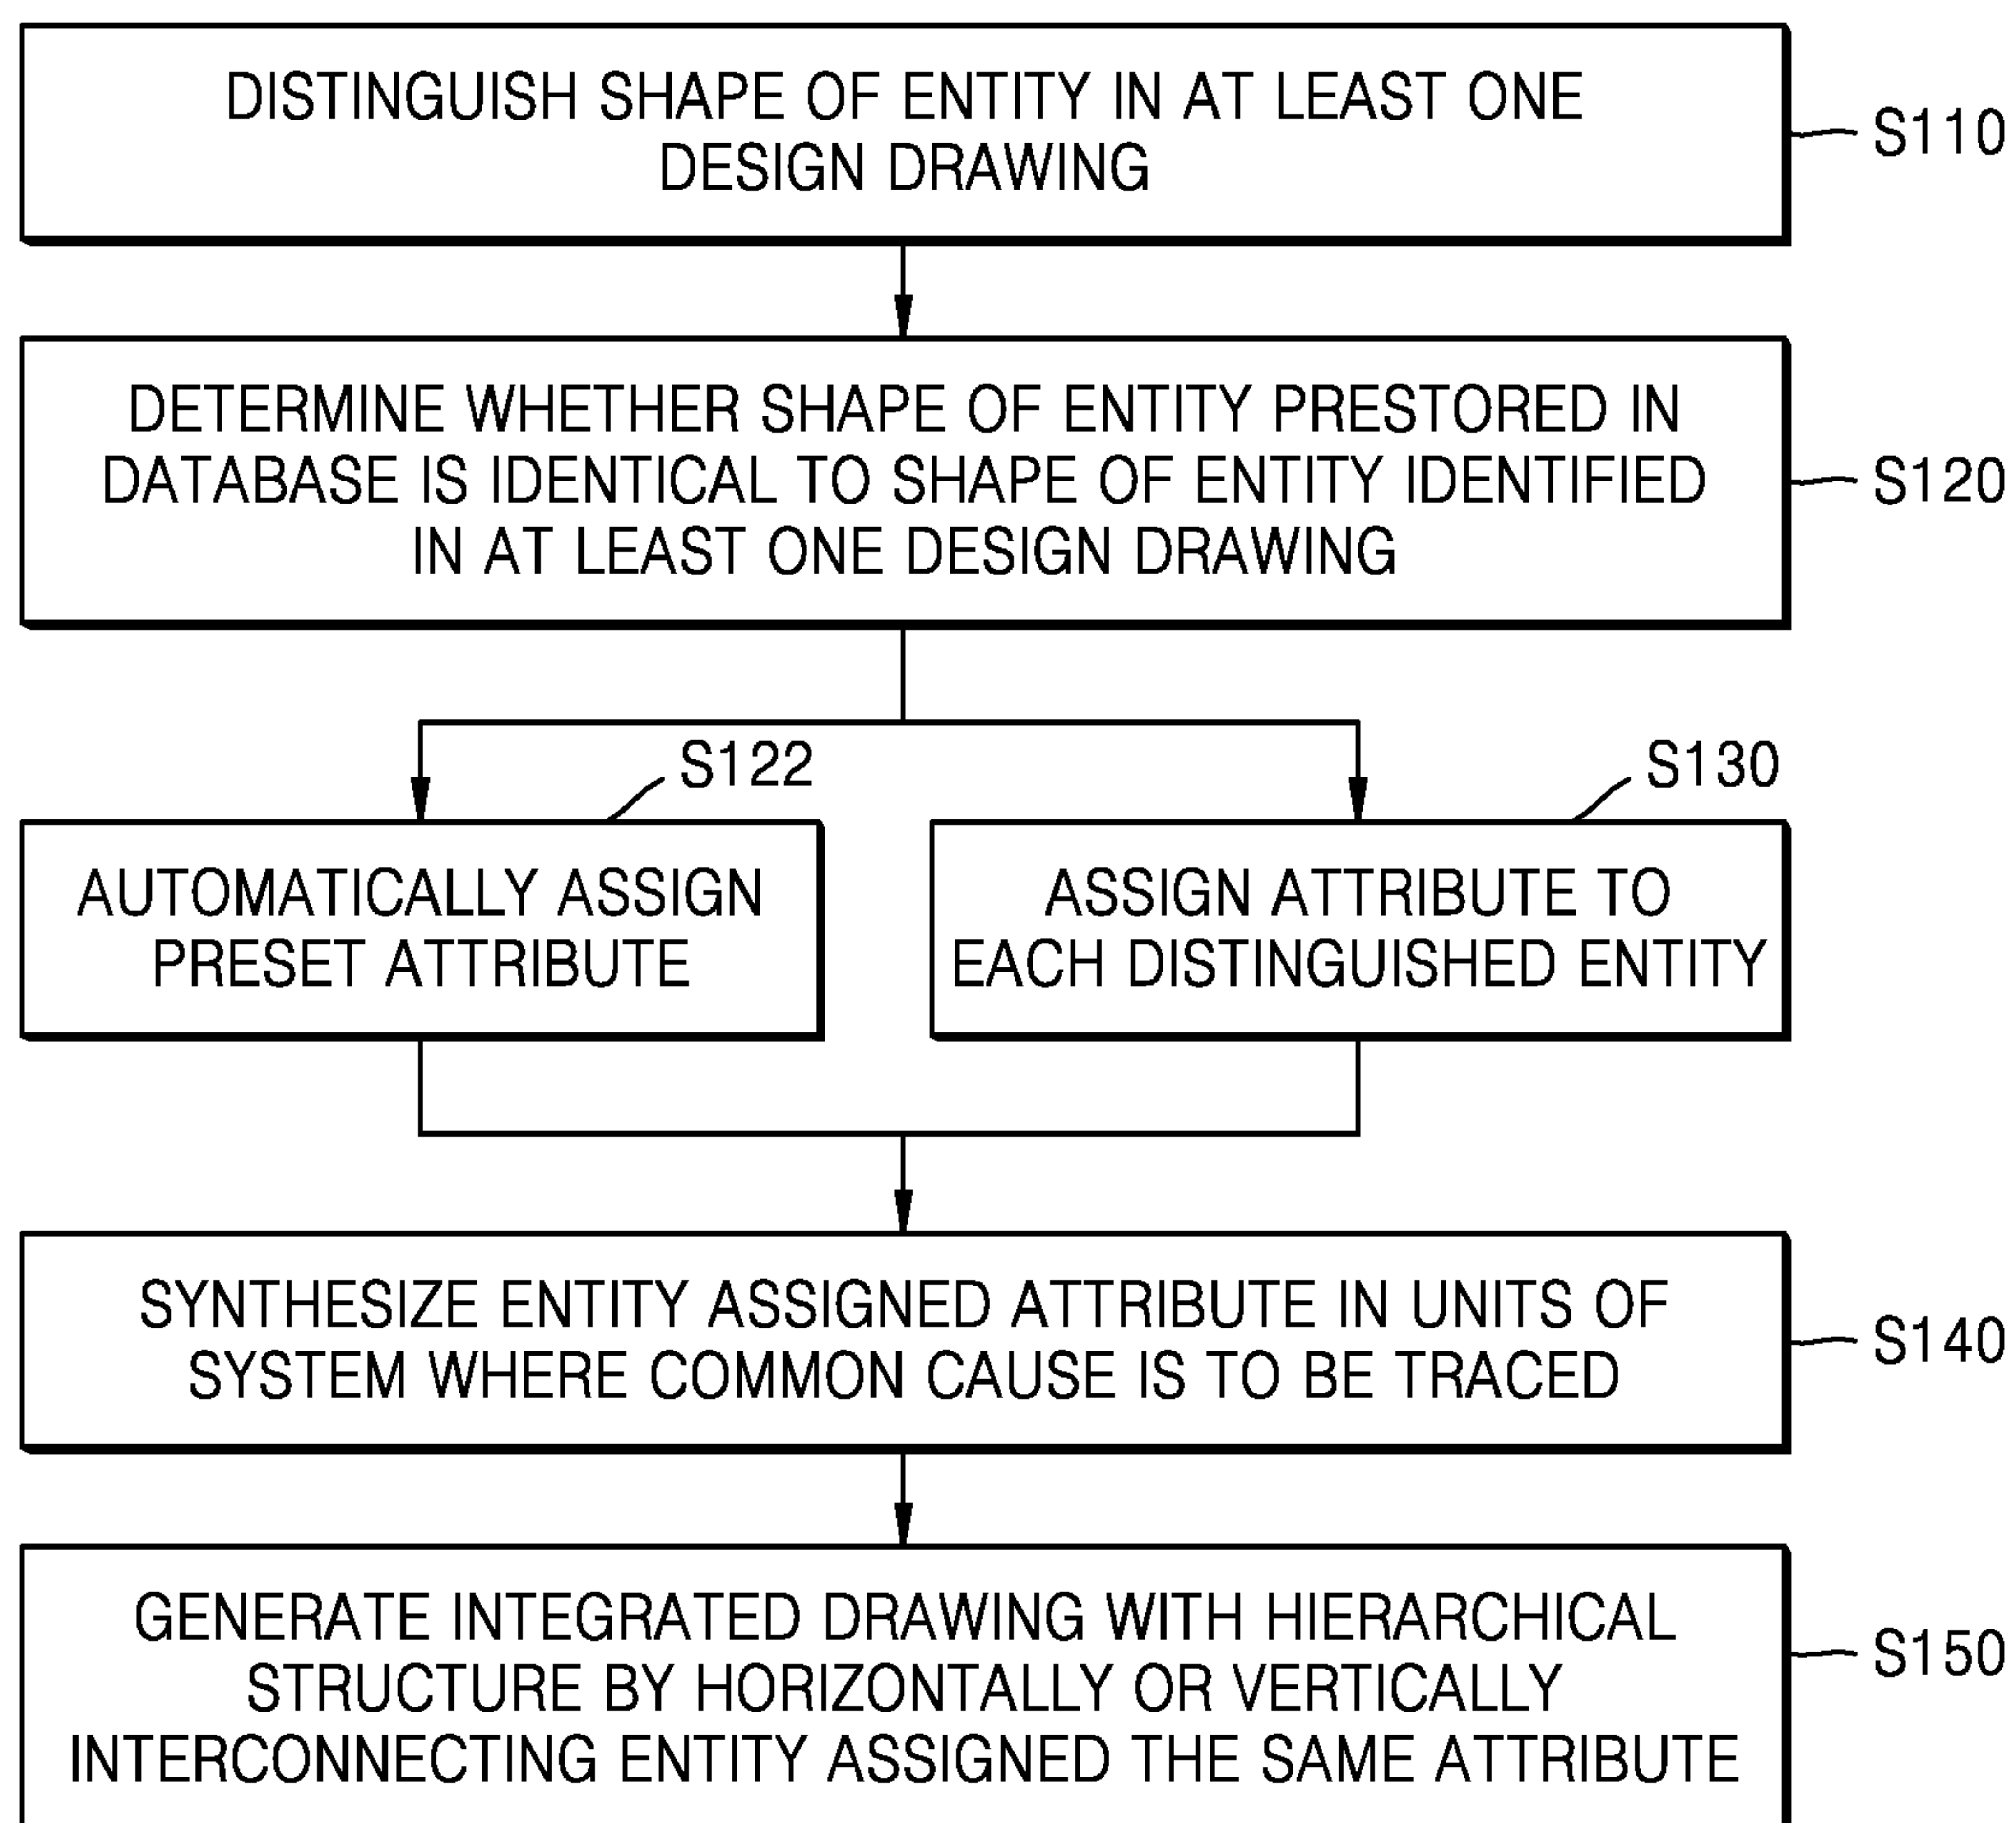 DISTINGUISH SHAPE OF ENTITY IN AT LEAST ONE
DESIGN DRAWING
S110
DETERMINE WHETHER SHAPE OF ENTITY PRESTORED IN
DATABASE IS IDENTICAL TO SHAPE OF ENTITY IDENTIFIED
IN AT LEAST ONE DESIGN DRAWING
S120
S122
AUTOMATICALLY ASSIGN
PRESET ATTRIBUTE
S130
ASSIGN ATTRIBUTE TO
EACH DISTINGUISHED ENTITY
SYNTHESIZE ENTITY ASSIGNED ATTRIBUTE IN UNITS OF
SYSTEM WHERE COMMON CAUSE IS TO BE TRACED
S140
GENERATE INTEGRATED DRAWING WITH HIERARCHICAL
STRUCTURE BY HORIZONTALLY OR VERTICALLY
INTERCONNECTING ENTITY ASSIGNED THE SAME ATTRIBUTE
S150